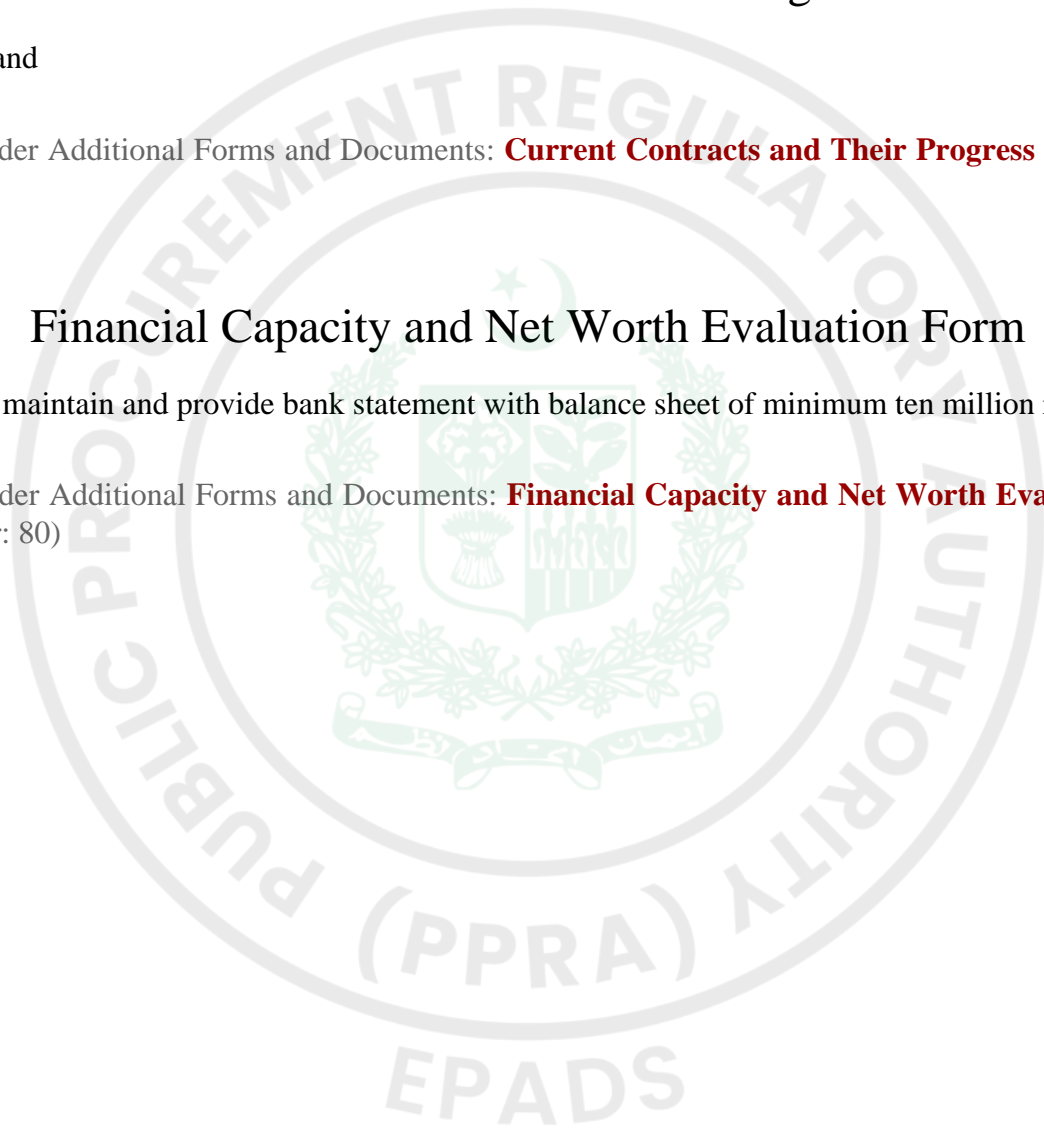 and
der Additional Forms and Documents: Current Contracts and Their Progress
Financial Capacity and Net Worth Evaluation Form
maintain and provide bank statement with balance sheet of minimum ten million
der Additional Forms and Documents: Financial Capacity and Net Worth Eva
: 80)
PUBLIC PROCUREMENT REGULATORY AUTHORITY
(PPRA)
EPADS